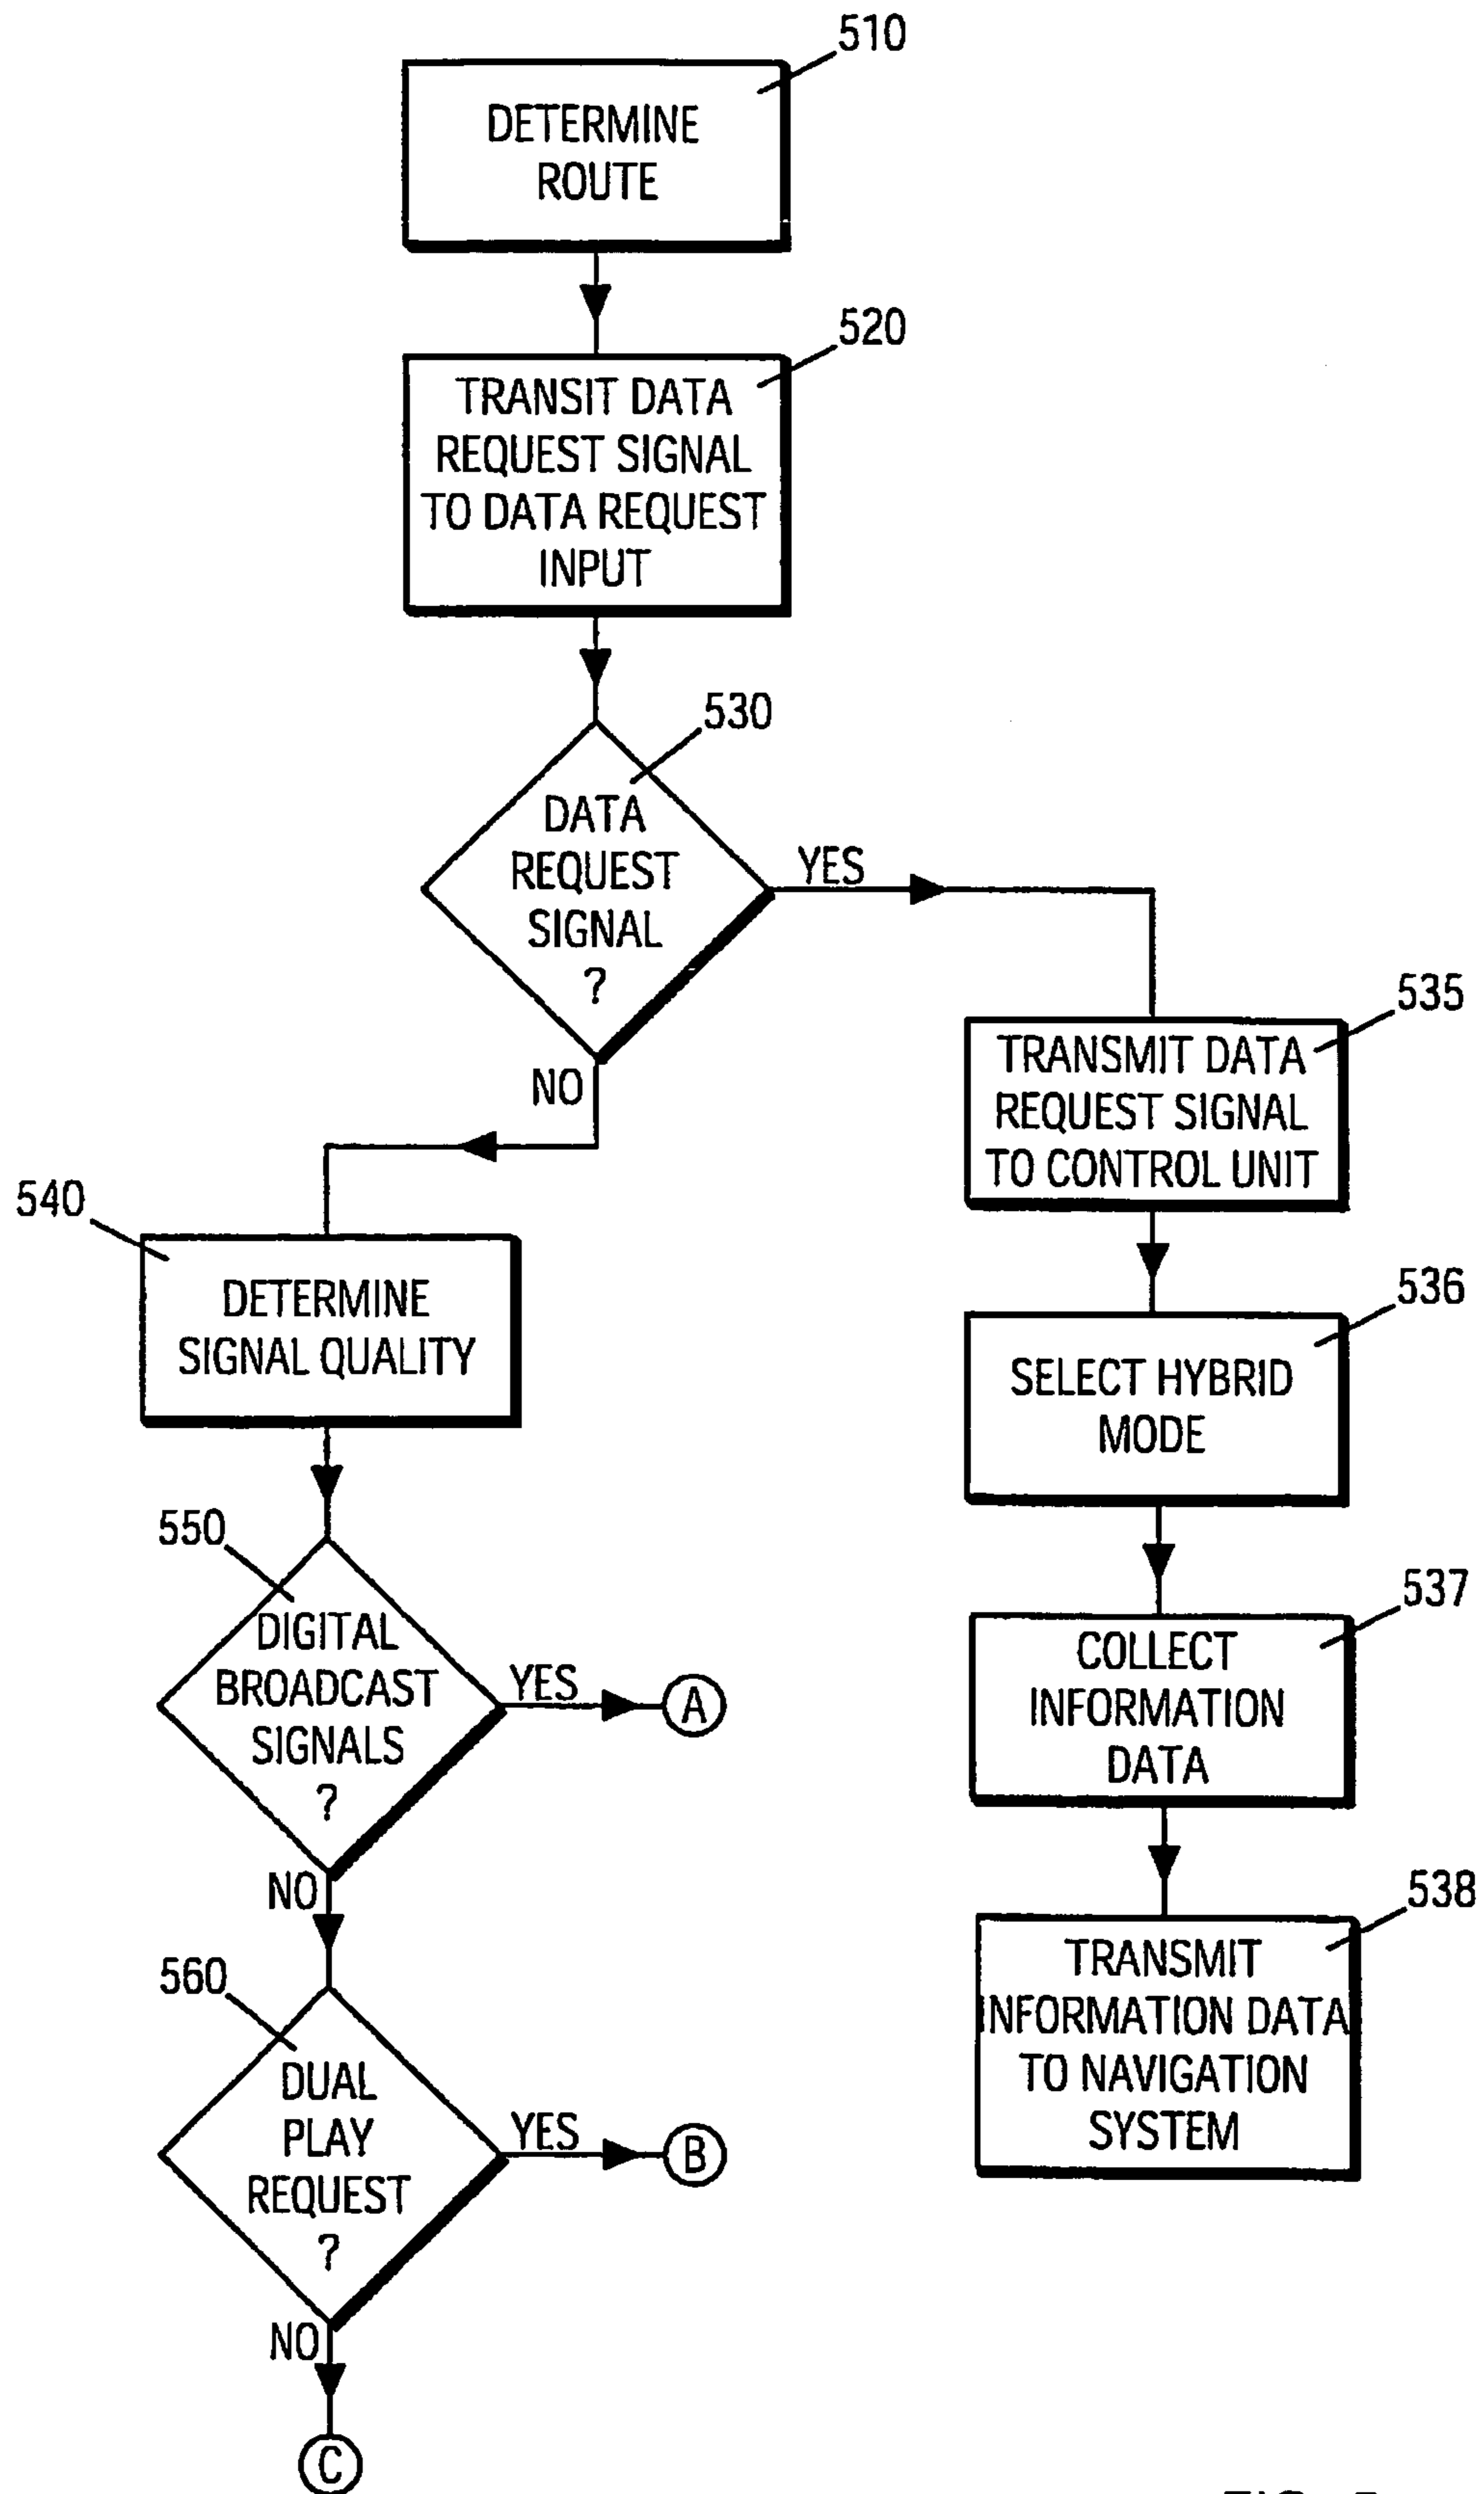 510
DETERMINE
ROUTE
520
TRANSIT DATA
REQUEST SIGNAL
TO DATA REQUEST
INPUT
530
DATA
REQUEST
SIGNAL
?
YES
NO
535
TRANSMIT DATA
REQUEST SIGNAL
TO CONTROL UNIT
540
DETERMINE
SIGNAL QUALITY
536
SELECT HYBRID
MODE
550
DIGITAL
BROADCAST
SIGNALS
?
YES
A
NO
537
COLLECT
INFORMATION
DATA
538
TRANSMIT
INFORMATION DATA
TO NAVIGATION
SYSTEM
560
DUAL
PLAY
REQUEST
?
YES
B
NO
C